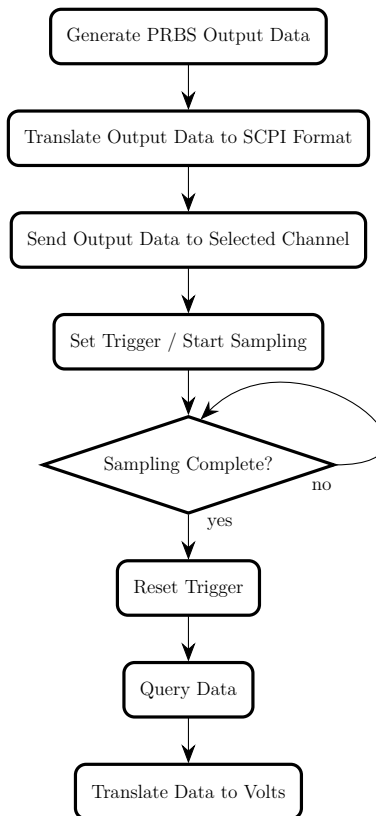 Generate PRBS Output Data
Translate Output Data to SCPI Format
Send Output Data to Selected Channel
Set Trigger / Start Sampling
Sampling Complete?
no
yes
Reset Trigger
Query Data
Translate Data to Volts